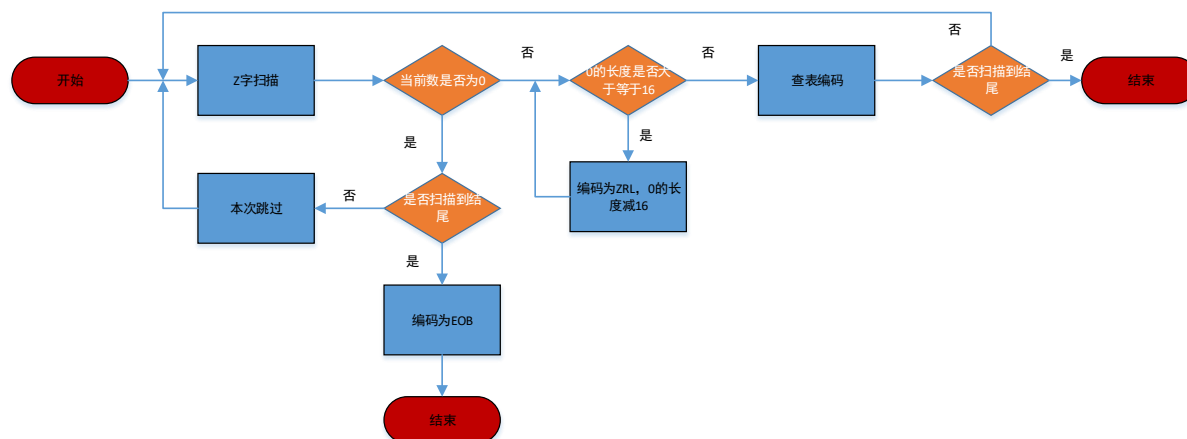 否
否
否
是
开始
Z字扫描
当前数是否为0
0的长度是否大
于等于16
查表编码
是否扫描到结
尾
结束
是
是
本次跳过
否
是否扫描到结
尾
编码为ZRL，0的长
度减16
是
编码为EOB
结束